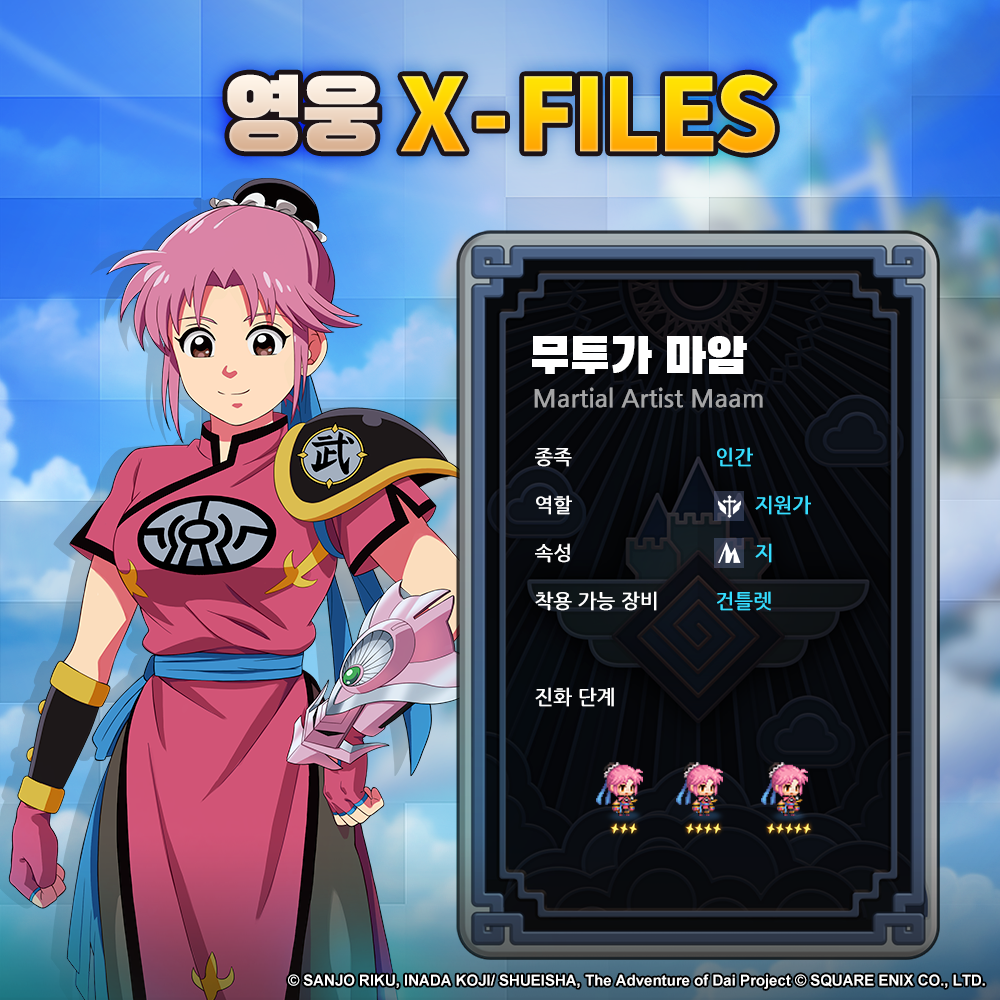 영웅 X-FILES
武
무투가 마암
Martial Artist Maam
종족 인간
역할 지원가
속성 지
착용 가능 장비 건틀렛
진화 단계
© SANJO RIKU, INADA KOJI/ SHUEISHA, The Adventure of Dai Project © SQUARE ENIX CO., LTD.